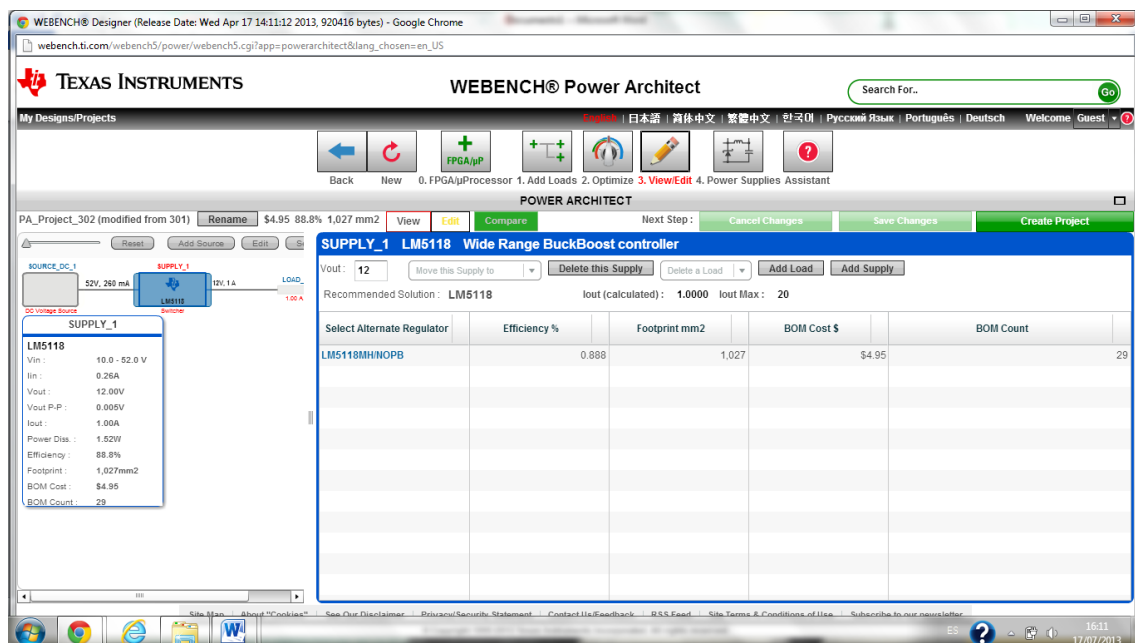 WEBENCH® Designer (Release Date: Wed Apr 17 14:11:12 2013, 920416 bytes) - Google Chrome
webench.ti.com/webench5/power/webench5.cgi?app=powerarchitect&lang_chosen=en_US
TEXAS INSTRUMENTS
WEBENCH® Power Architect
Search For..
Go
My Designs/Projects
English | 日本語 | 简体中文 | 繁體中文 | 한국어 | Русский Язык | Português | Deutsch Welcome Guest
FPGA/µP
Back New 0. FPGA/µProcessor 1. Add Loads 2. Optimize 3. View/Edit 4. Power Supplies Assistant
POWER ARCHITECT
PA_Project_302 (modified from 301) Rename $4.95 88.8% 1,027 mm2 View Edit Compare Next Step : Cancel Changes Save Changes Create Project
Reset Add Source Edit
SOURCE_DC_1 SUPPLY_1
52V, 260 mA 12V, 1 A LOAD_
LM5118 1.00 A
DC Voltage Source Switcher
SUPPLY_1
LM5118
Vin : 10.0 - 52.0 V
Iin : 0.26A
Vout : 12.00V
Vout P-P : 0.005V
Iout : 1.00A
Power Diss. : 1.52W
Efficiency : 88.8%
Footprint : 1,027mm2
BOM Cost : $4.95
BOM Count : 29
SUPPLY_1 LM5118 Wide Range BuckBoost controller
Vout : 12 Move this Supply to Delete this Supply Delete a Load Add Load Add Supply
Recommended Solution : LM5118 Iout (calculated) : 1.0000 Iout Max : 20
Select Alternate Regulator Efficiency % Footprint mm2 BOM Cost $ BOM Count
LM5118MH/NOPB 0.888 1,027 $4.95 29
Site Map | About "Cookies" | See Our Disclaimer | Privacy/Security Statement | Contact Us/Feedback | RSS Feed | Site Terms & Conditions of Use | Subscribe to our newsletter
ES
16:11
17/07/2013